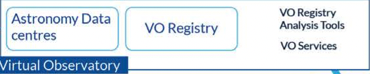 Astronomy Data
centres
VO Registry
VO Registry
Analysis Tools
VO Services
Virtual Observatory